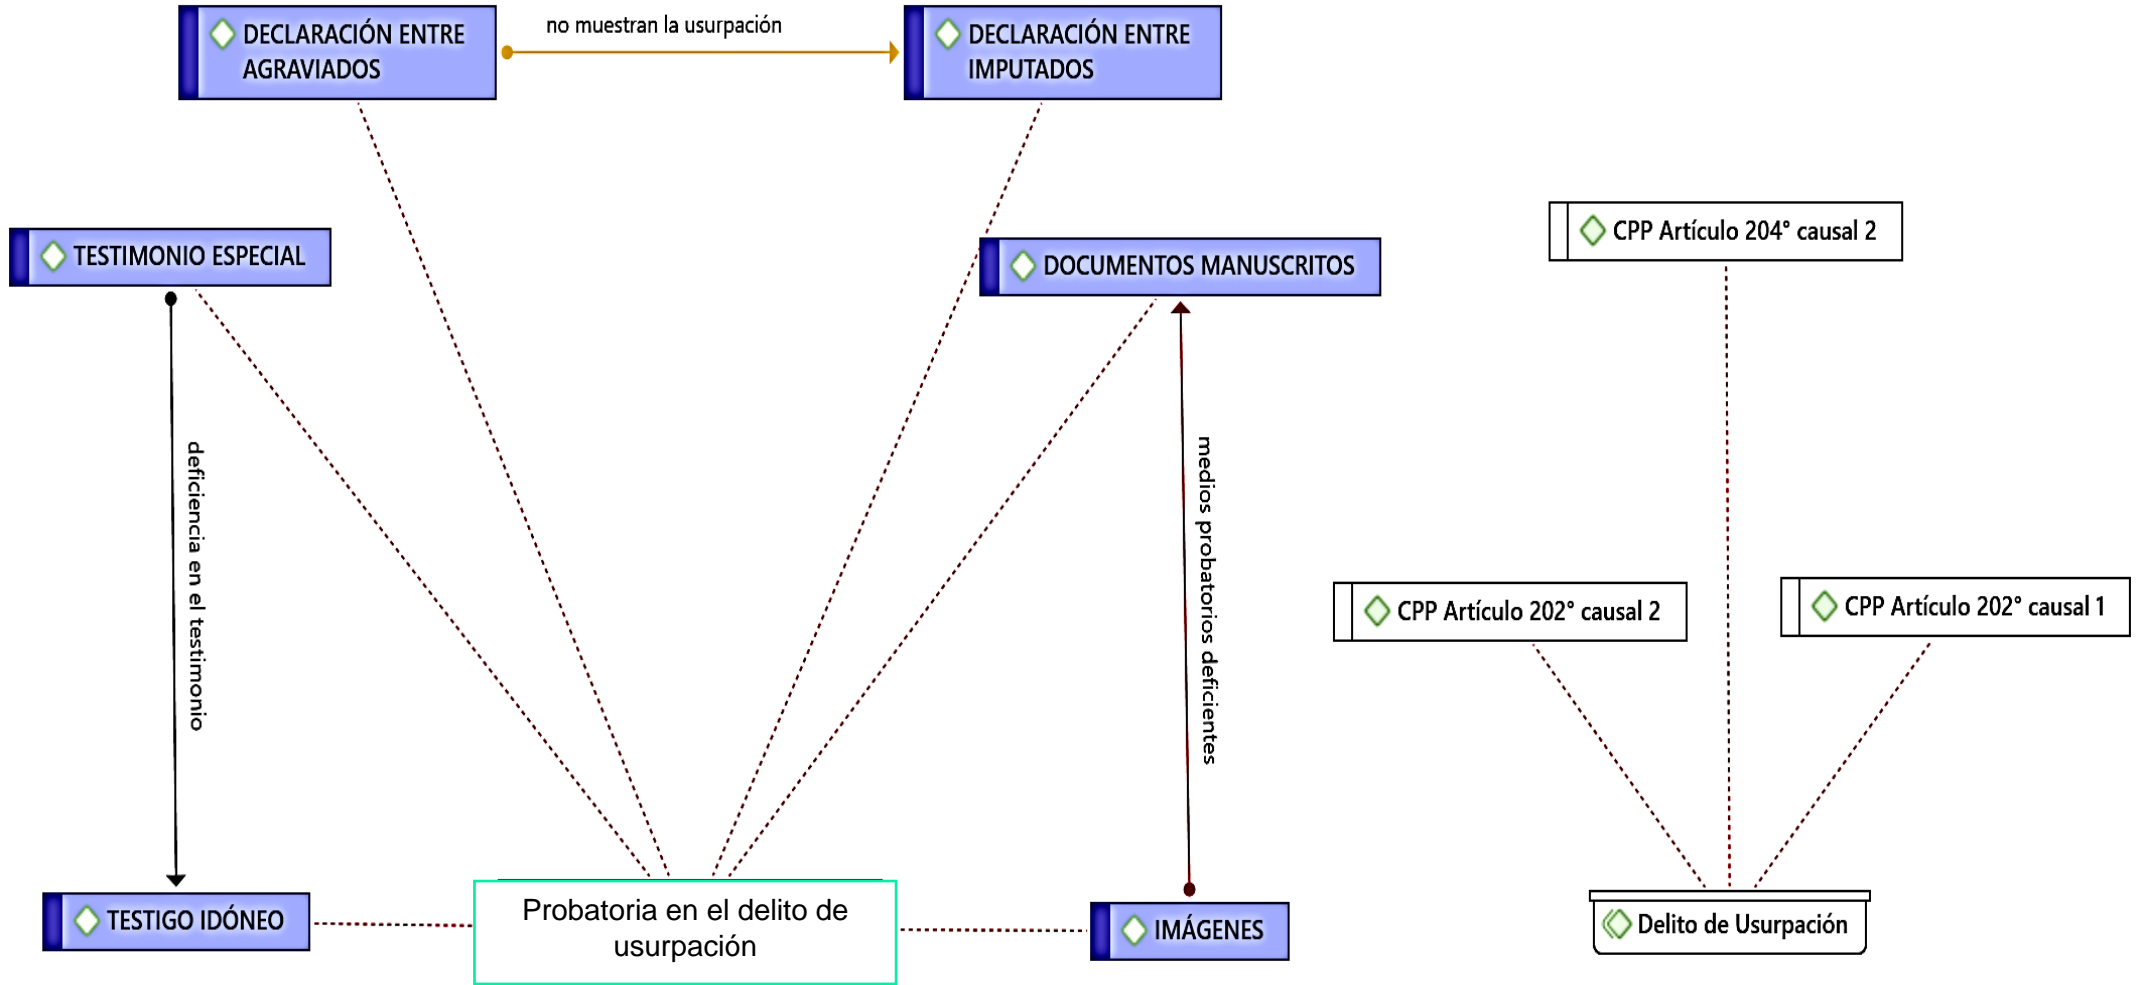 DECLARACIÓN ENTRE
AGRAVIADOS
no muestran la usurpación
DECLARACIÓN ENTRE
IMPUTADOS
TESTIMONIO ESPECIAL
DOCUMENTOS MANUSCRITOS
CPP Artículo 204° causal 2
deficiencia en el testimonio
medios probatorios deficientes
CPP Artículo 202° causal 2
CPP Artículo 202° causal 1
TESTIGO IDÓNEO
Probatoria en el delito de
usurpación
IMÁGENES
Delito de Usurpación